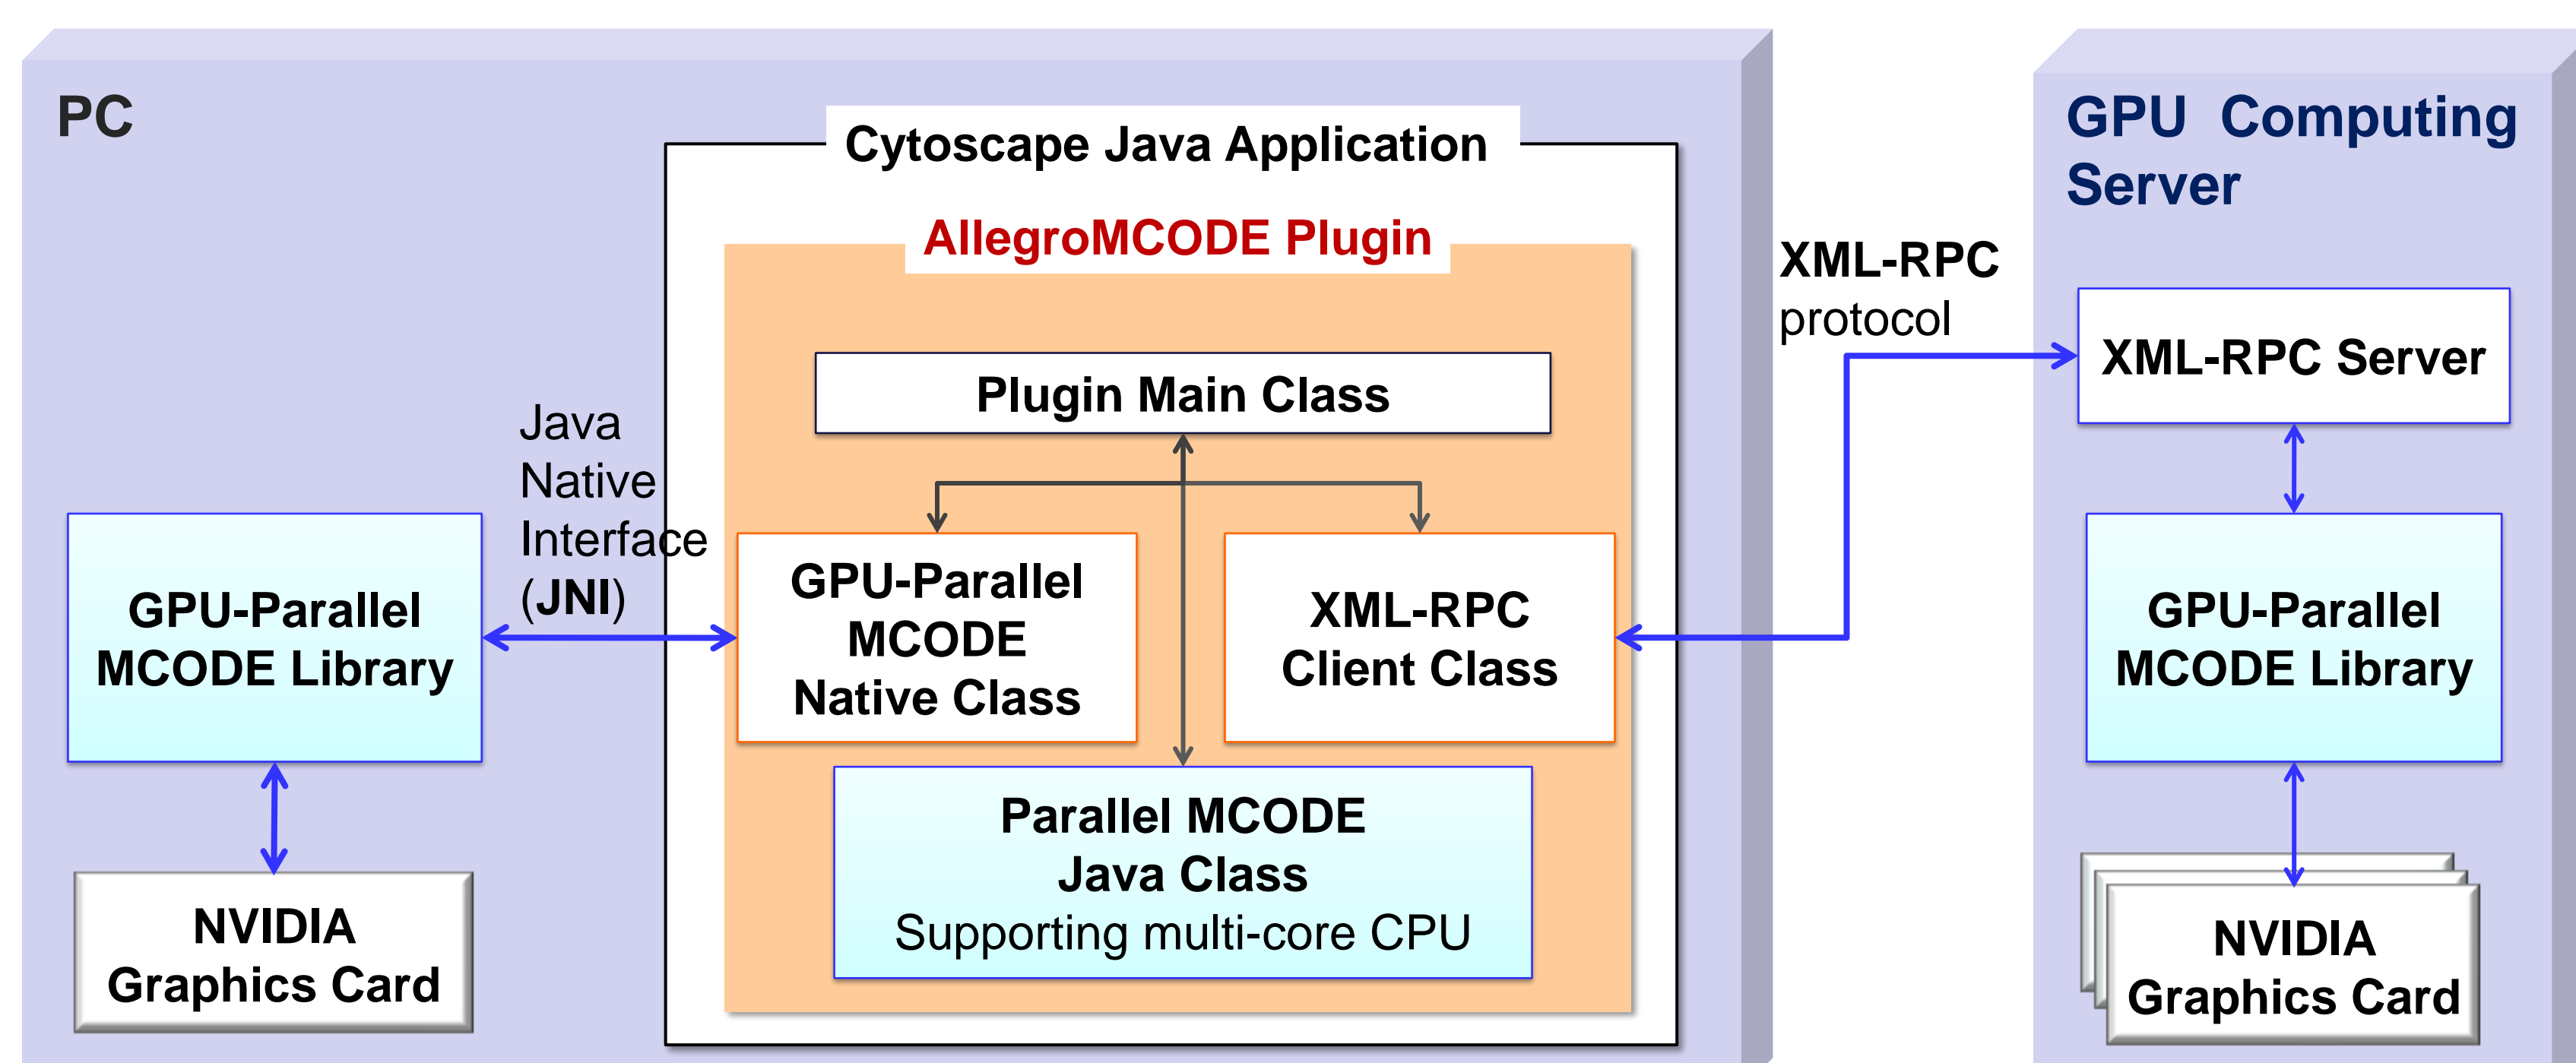 PC
Cytoscape Java Application
AllegroMCODE Plugin
Plugin Main Class
Java
Native
Interface
(JNI)
GPU-Parallel
MCODE Library
GPU-Parallel
MCODE
Native Class
XML-RPC
Client Class
Parallel MCODE
Java Class
Supporting multi-core CPU
NVIDIA
Graphics Card
XML-RPC
protocol
GPU Computing
Server
XML-RPC Server
GPU-Parallel
MCODE Library
NVIDIA
Graphics Card